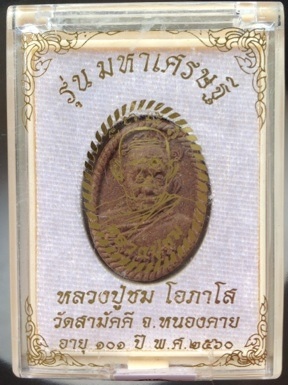 รุ่น มหาเศรษฐี
หลวงปู่ชม โอภาโส
วัดสามัคคี จ.หนองคาย
อายุ ๑๐๑ ปี พ.ศ.๒๕๖๐